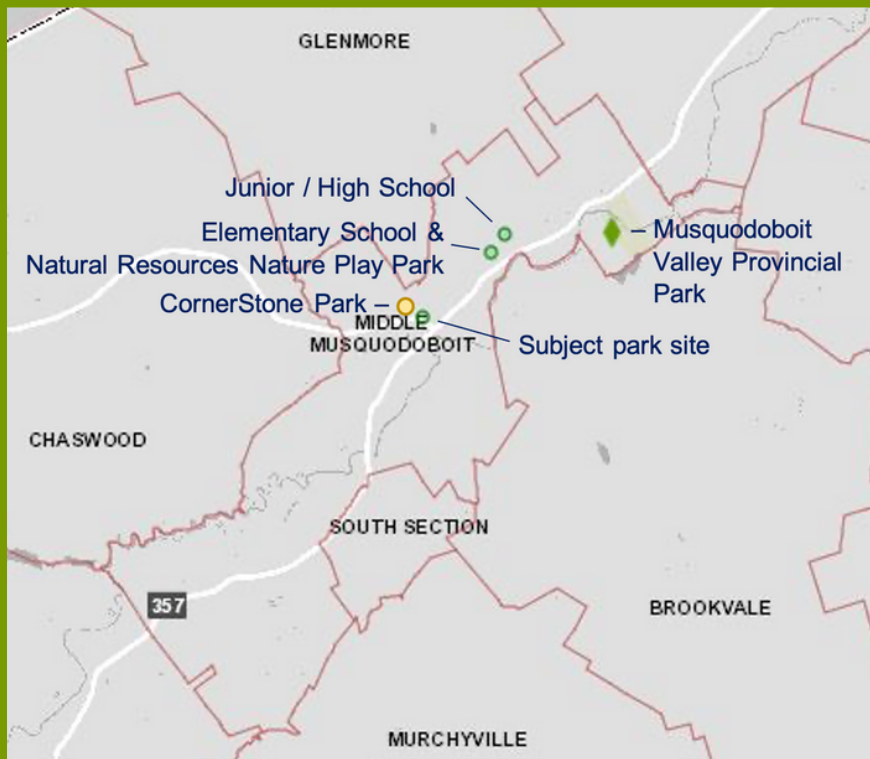 GLENMORE
Junior / High School
Elementary School &
Natural Resources Nature Play Park
Musquodoboit
Valley Provincial
Park
CornerStone Park
MIDDLE
MUSQUODOBOIT
Subject park site
CHASWOOD
SOUTH SECTION
357
BROOKVALE
MURCHYVILLE